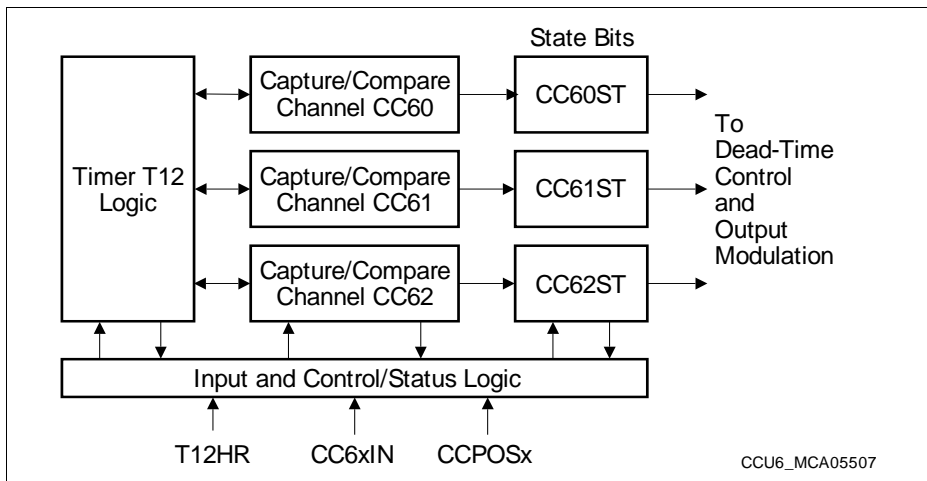 State Bits
Timer T12
Logic
Capture/Compare
Channel CC60
CC60ST
Capture/Compare
Channel CC61
CC61ST
Capture/Compare
Channel CC62
CC62ST
To
Dead-Time
Control
and
Output
Modulation
Input and Control/Status Logic
T12HR
CC6xIN
CCPOSx
CCU6_MCA05507